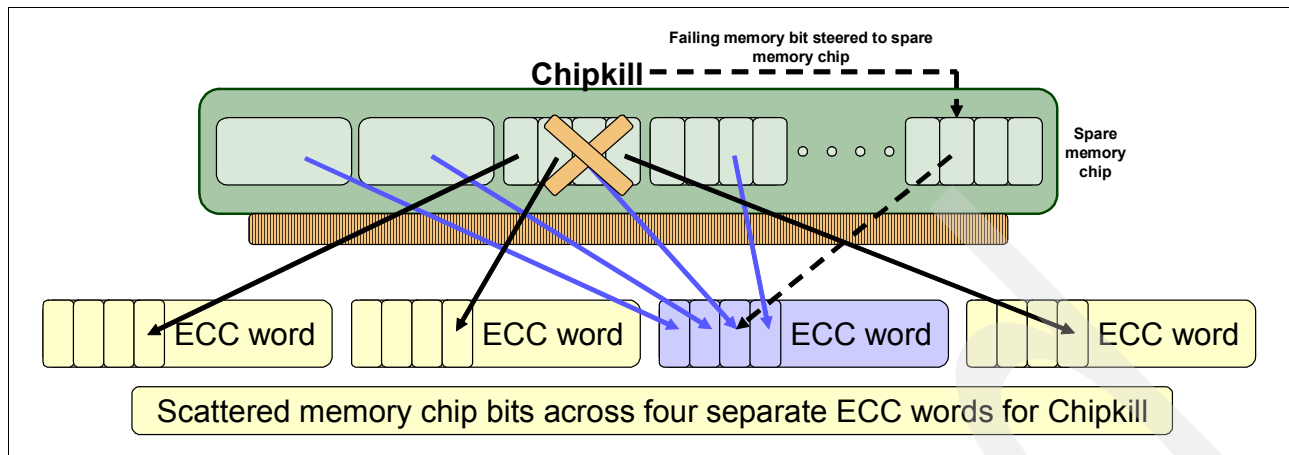 Failing memory bit steered to spare
memory chip
Chipkill
Spare
memory
chip
ECC word
ECC word
ECC word
ECC word
Scattered memory chip bits across four separate ECC words for Chipkill